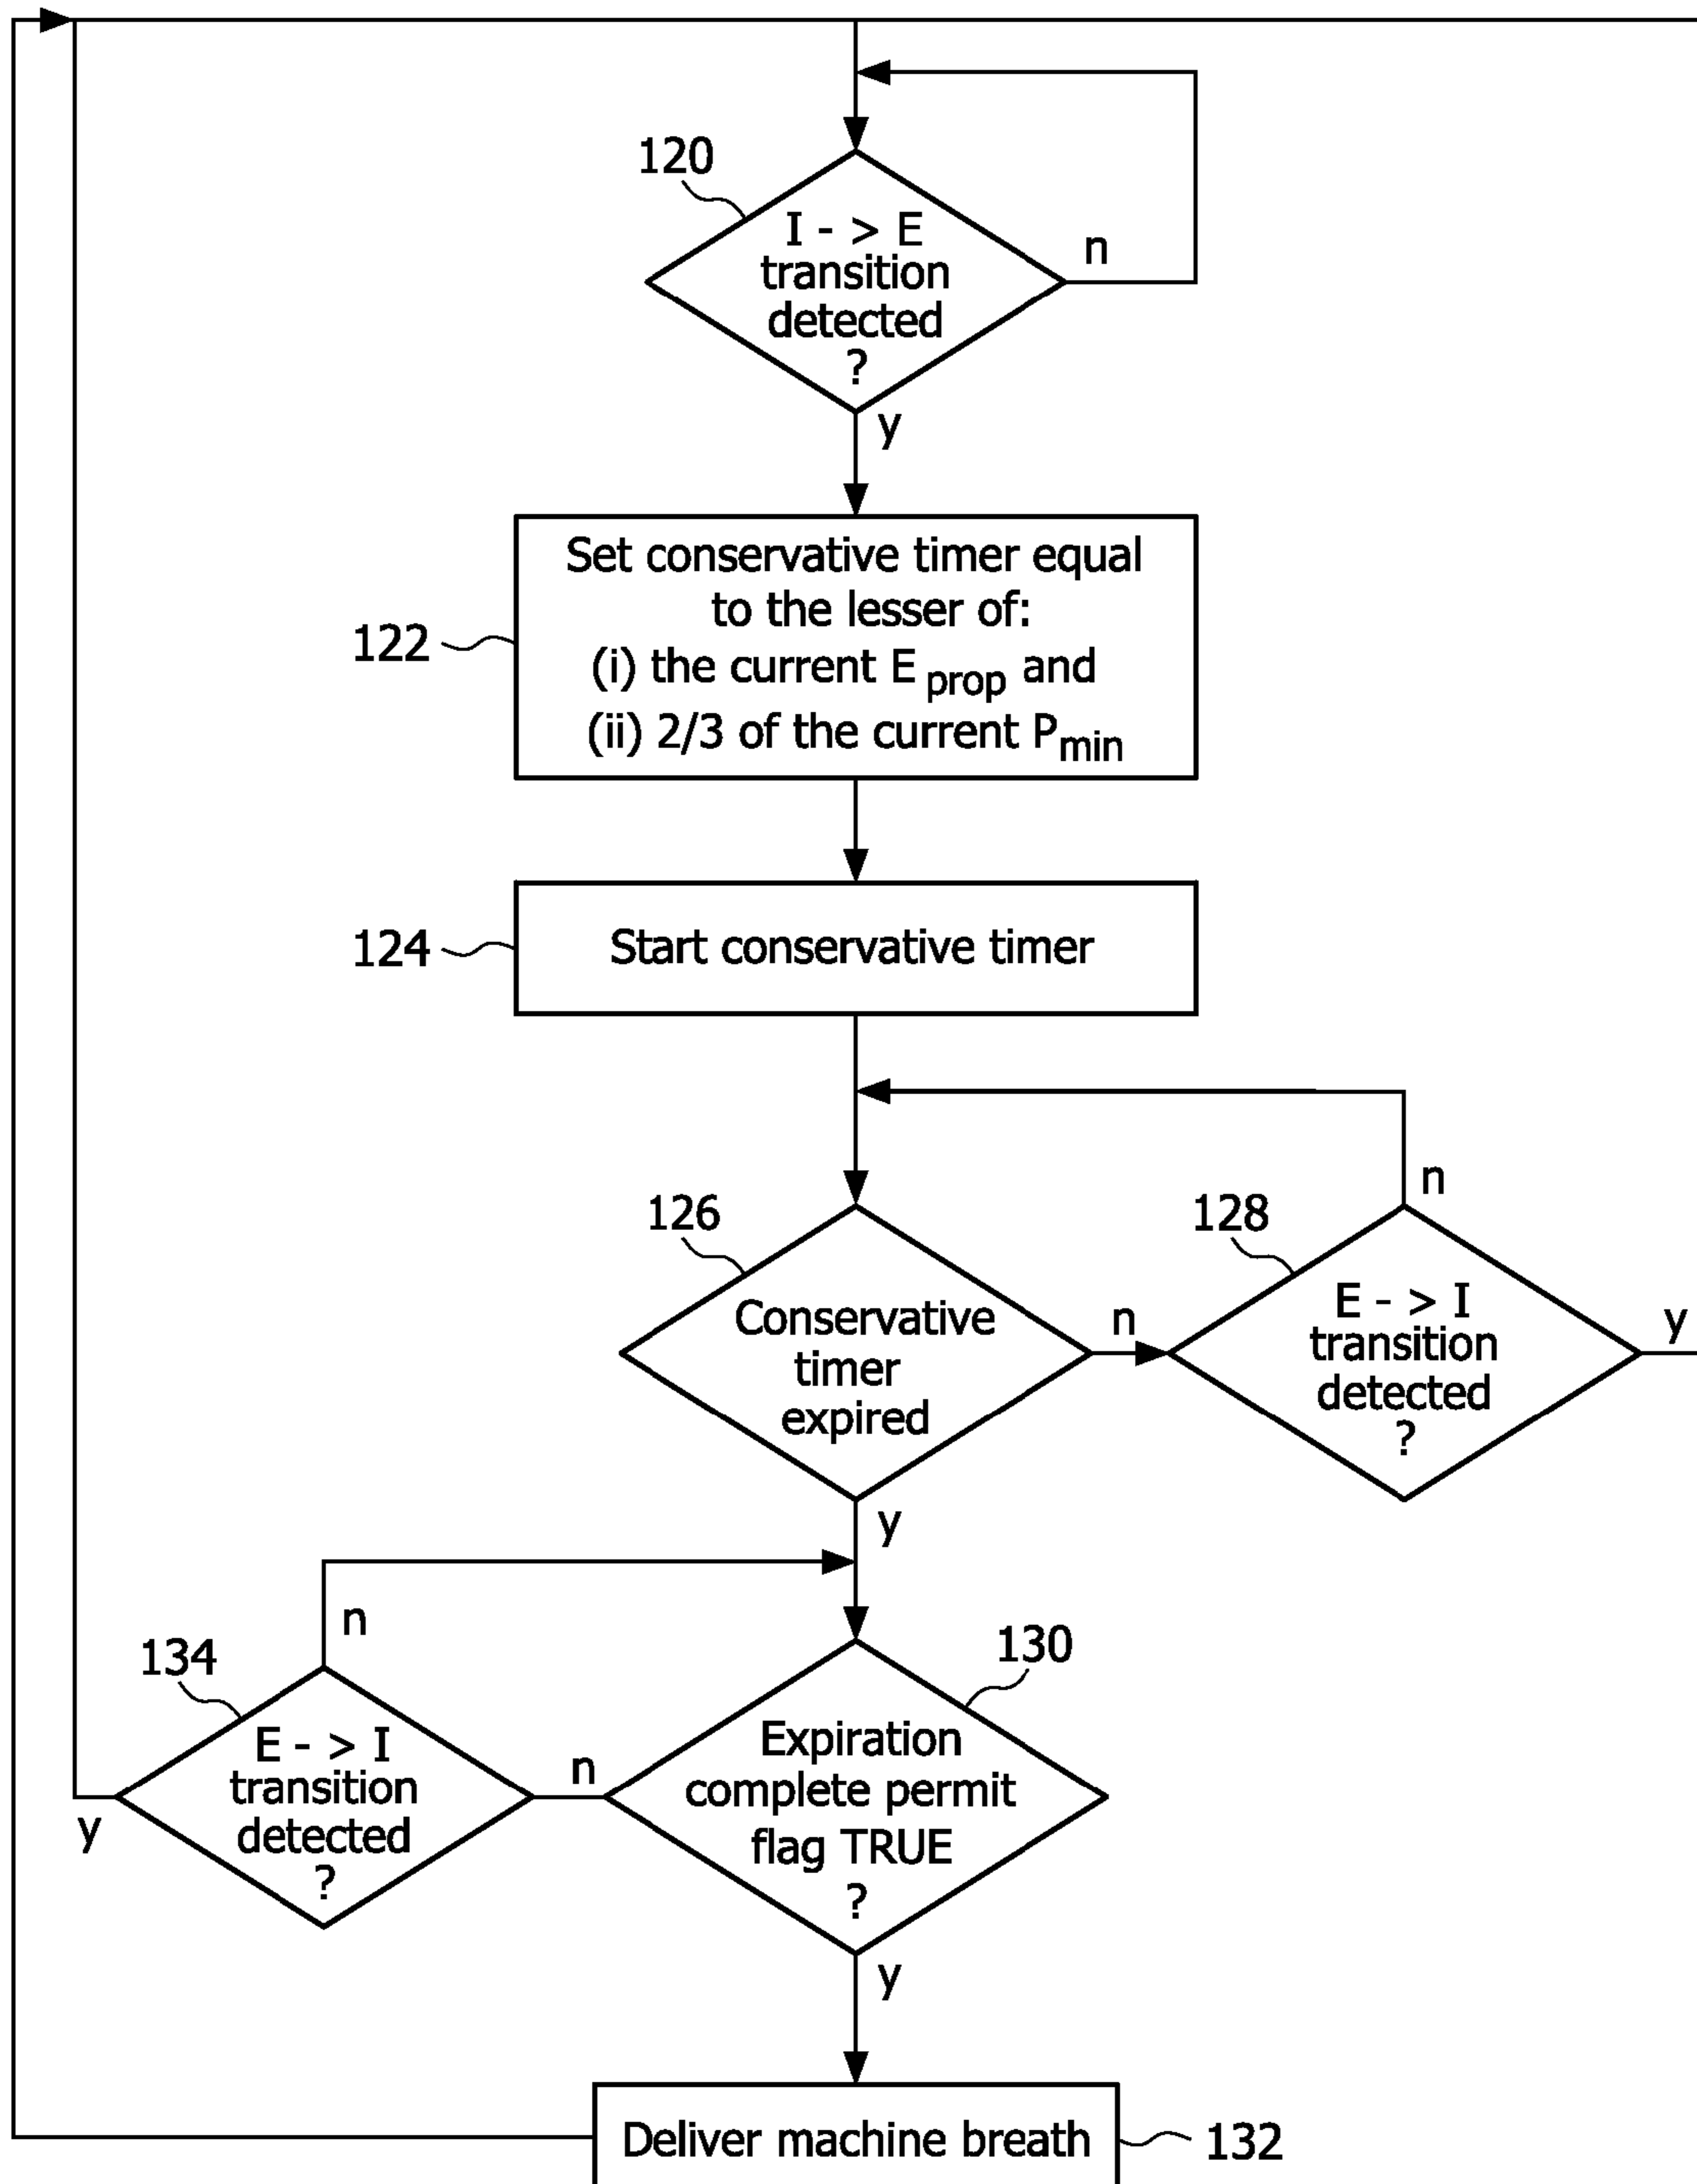 120
I - > E
transition
detected
?
n
y
122
Set conservative timer equal
to the lesser of:
(i) the current E prop and
(ii) 2/3 of the current Pmin
124
Start conservative timer
126
Conservative
timer
expired
n
y
128
E - > I
transition
detected
?
n
y
134
E - > I
transition
detected
?
n
y
130
Expiration
complete permit
flag TRUE
?
n
y
Deliver machine breath
132